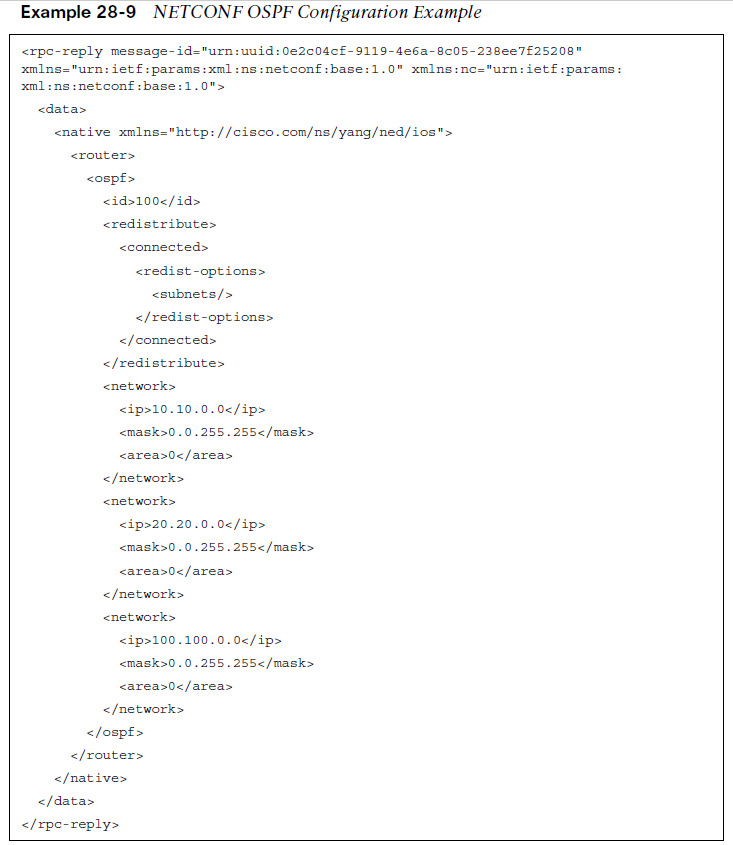 Example 28-9 NETCONF OSPF Configuration Example
<rpc-reply message-id="urn:uuid:0e2c04cf-9119-4e6a-8c05-238ee7f25208"
xmlns="urn:ietf:params:xml:ns:netconf:base:1.0" xmlns:nc="urn:ietf:params:
xml:ns:netconf:base:1.0">
<data>
<native xmlns="http://cisco.com/ns/yang/ned/ios">
<router>
<ospf>
<id>100</id>
<redistribute>
<connected>
<redist-options>
<subnets/>
</redist-options>
</connected>
</redistribute>
<network>
<ip>10.10.0.0</ip>
<mask>0.0.255.255</mask>
<area>0</area>
</network>
<network>
<ip>20.20.0.0</ip>
<mask>0.0.255.255</mask>
<area>0</area>
</network>
<network>
<ip>100.100.0.0</ip>
<mask>0.0.255.255</mask>
<area>0</area>
</network>
</ospf>
</router>
</native>
</data>
</rpc-reply>